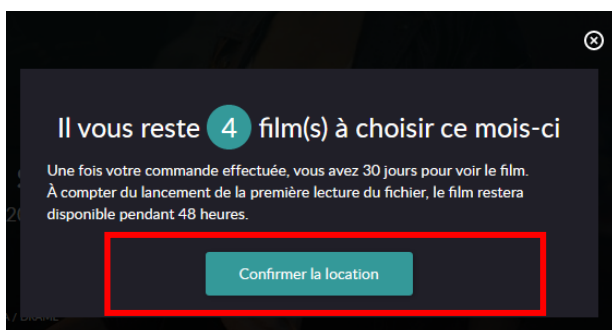 Il vous reste 4 film(s) à choisir ce mois-ci
Une fois votre commande effectuée, vous avez 30 jours pour voir le film.
À compter du lancement de la première lecture du fichier, le film restera
disponible pendant 48 heures.
Confirmer la location